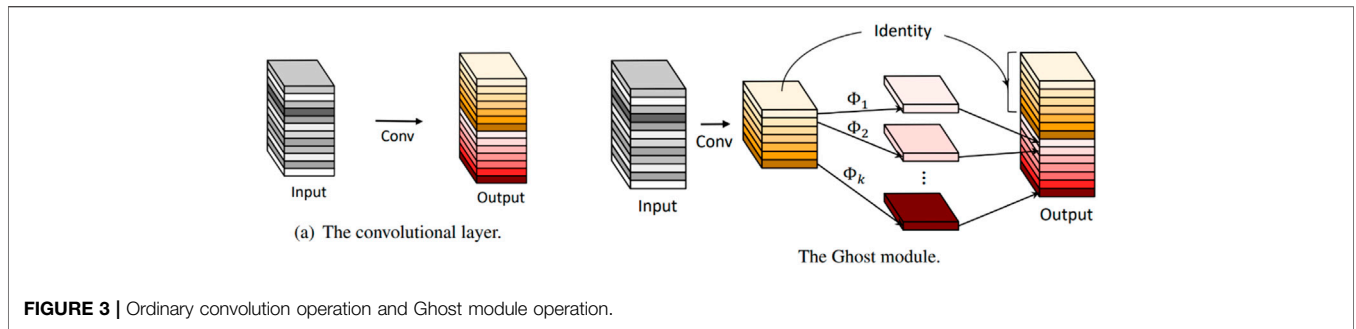 Identity
Conv
Input
Output
(a) The convolutional layer.
Conv
Input
Φ1
Φ2
Φk
⋮
Output
The Ghost module.
FIGURE 3 | Ordinary convolution operation and Ghost module operation.